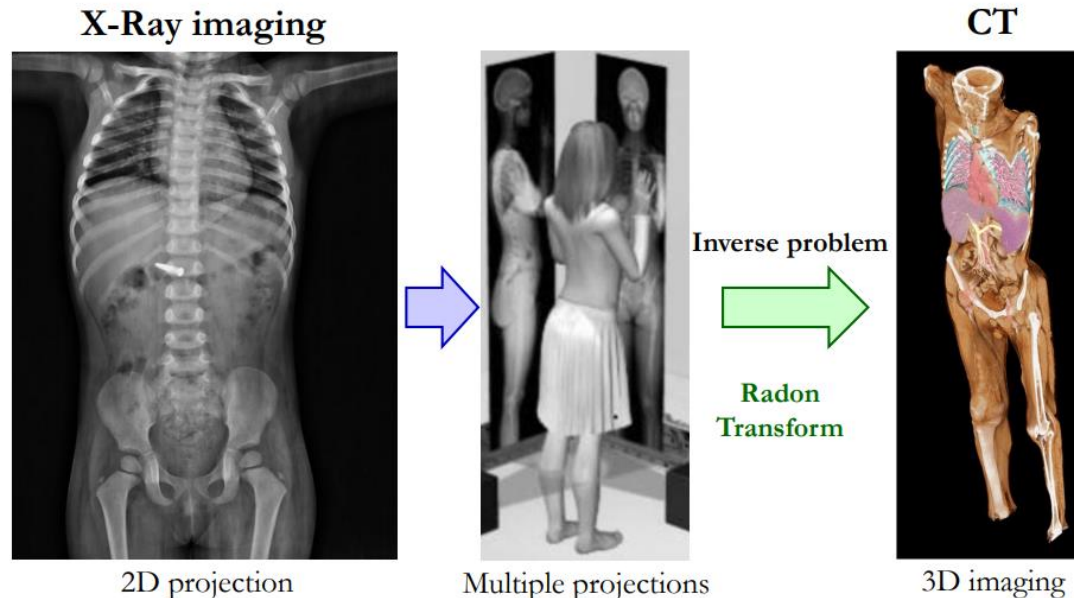 X-Ray imaging
CT
Inverse problem
Radon
Transform
2D projection
Multiple projections
3D imaging